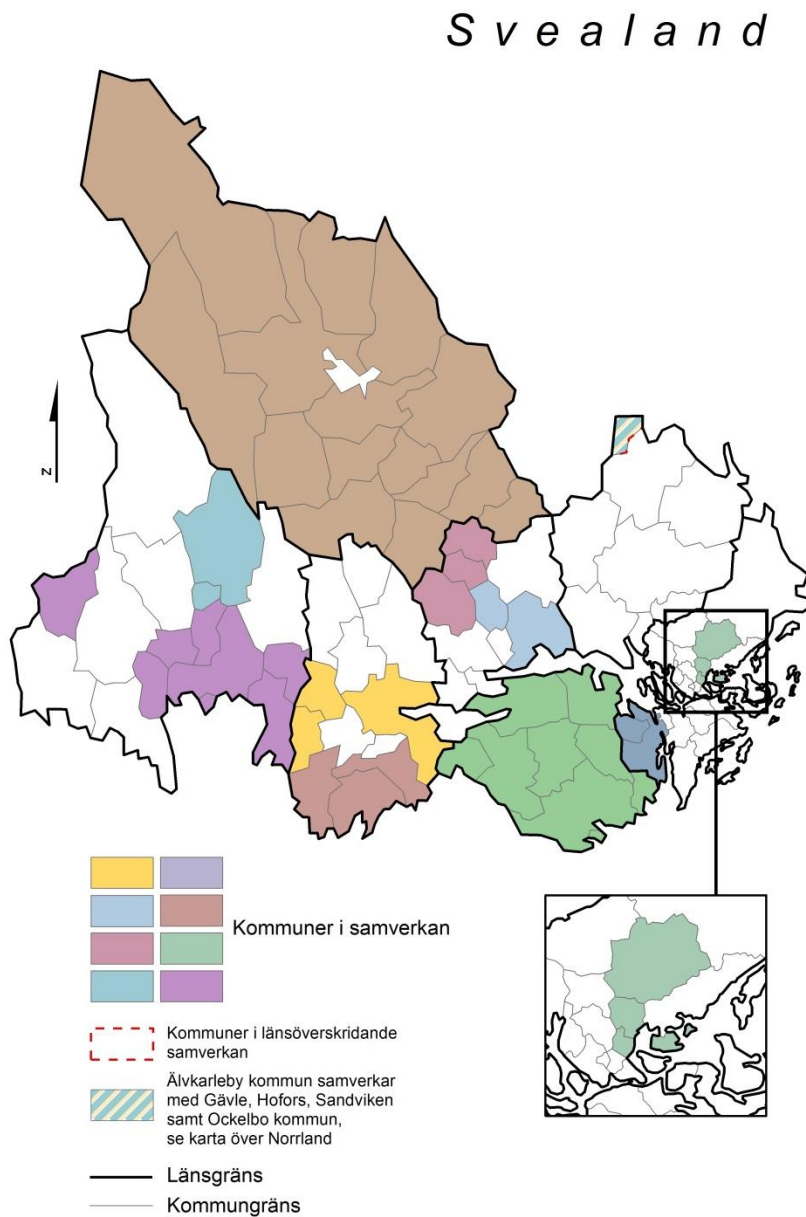 Svealand
N
Kommuner i samverkan
Kommuner i länsöverskridande
samverkan
Älvkarleby kommun samverkar
med Gävle, Hofors, Sandviken
samt Ockelbo kommun,
se karta över Norrland
Länsgräns
Kommungräns